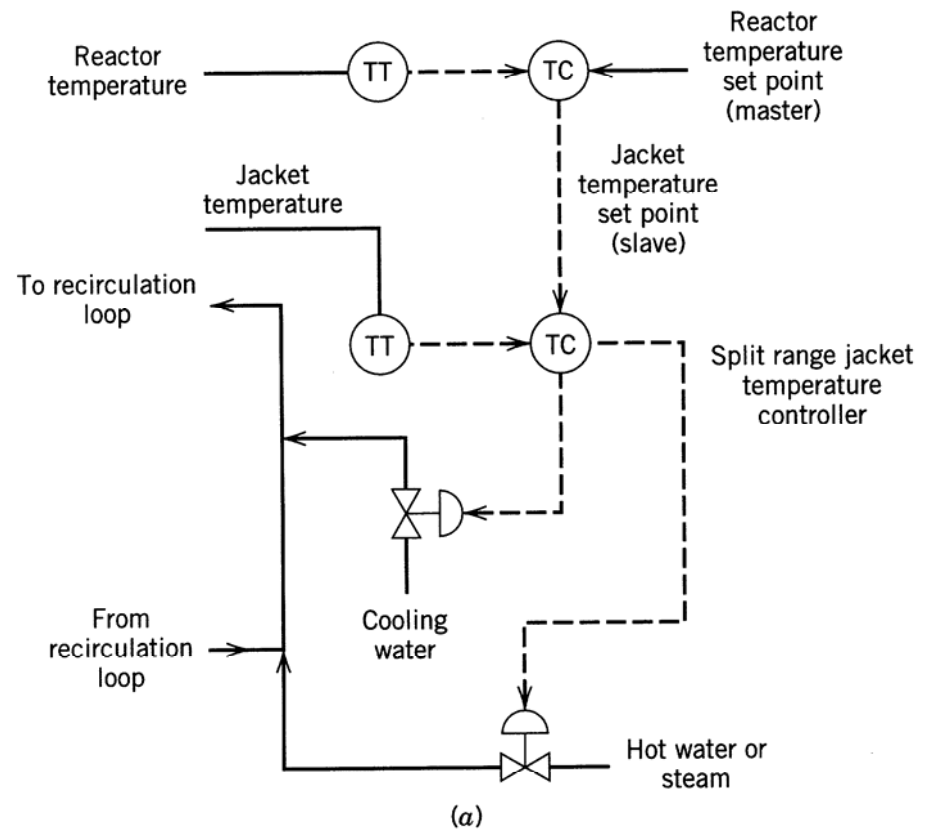 Reactor
temperature
TT
TC
Reactor
temperature
set point
(master)
Jacket
temperature
Jacket
temperature
set point
(slave)
To recirculation
loop
TT
TC
Split range jacket
temperature
controller
From
recirculation
loop
Cooling
water
Hot water or
steam
(a)